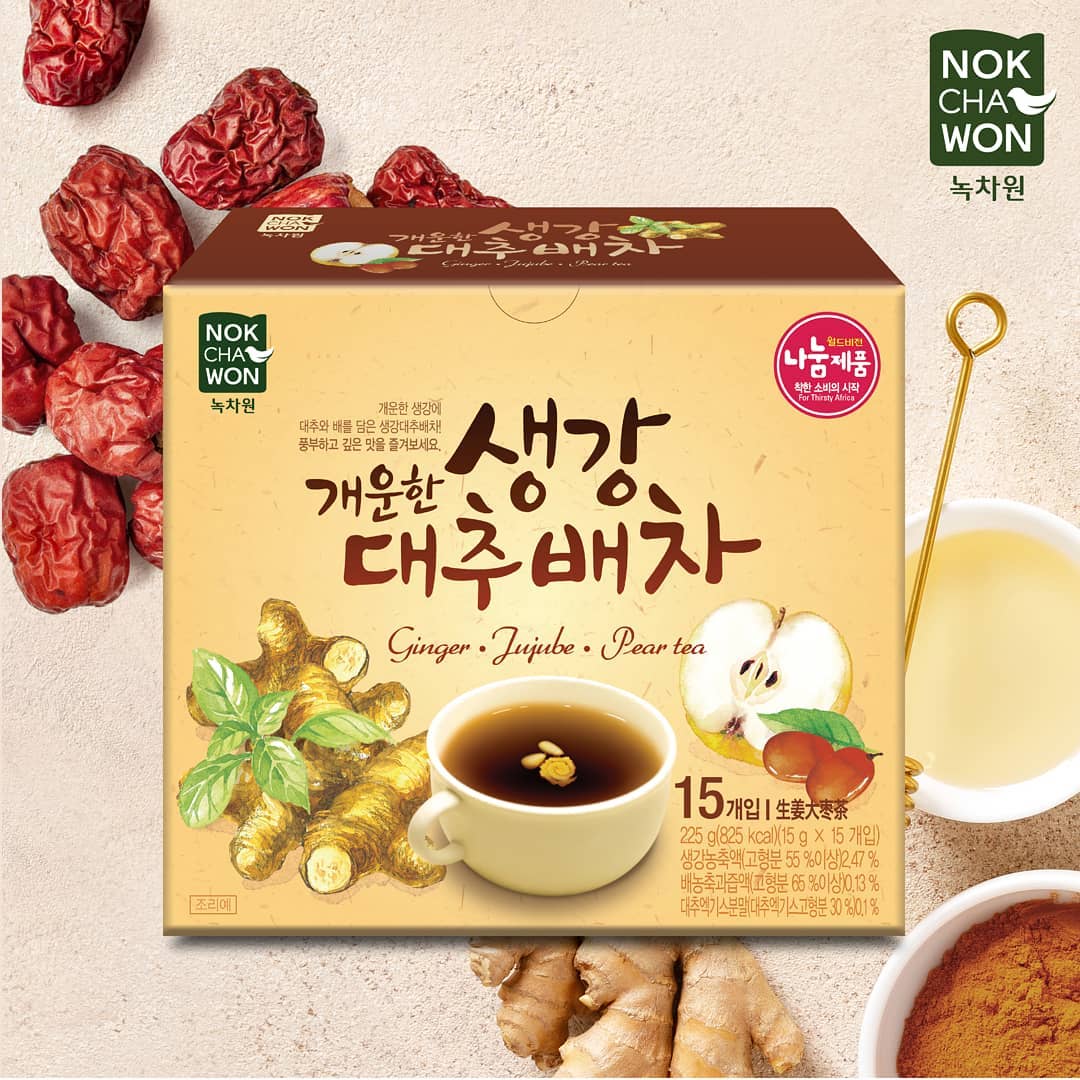 NOK
CHA
WON
녹차원
NOK
CHA
WON
녹차원
개운한 생강
대추배차
Ginger • Jujube • Pear tea
NOK
CHA
WON
녹차원
월드비전
나눔제품
착한 소비의 시작
For Thirsty Africa
개운한 생강에
대추와 배를 담은 생강대추배차!
풍부하고 깊은 맛을 즐겨보세요.
개운한 생강
대추배차
Ginger • Jujube • Pear tea
15개입 | 生姜大枣茶
225 g(825 kcal)(15 g × 15 개입)
생강농축액(고형분 55 %이상)2.47 %
배농축과즙액(고형분 65 %이상)0.13 %
대추엑기스분말(대추엑기스고형분 30 %)0.1 %
조리예